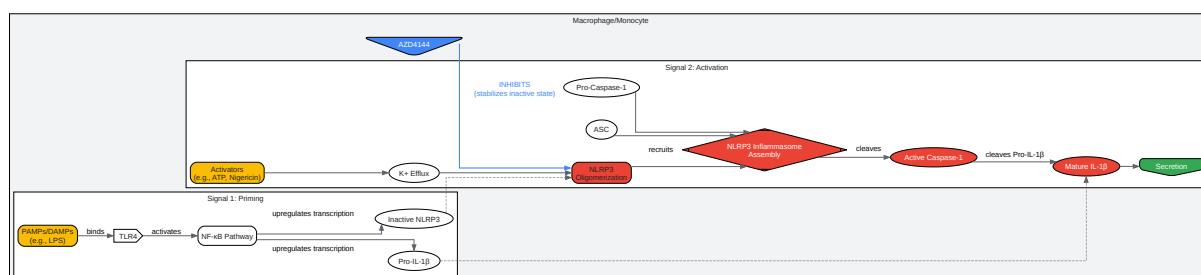 Macrophage/Monocyte
AZD4144
Signal 2: Activation
INHIBITS
(stabilizes inactive state)
Pro-Caspase-1
ASC
recruits
NLRP3 Inflammasome
Assembly
cleaves
Active Caspase-1
cleaves Pro-IL-1β
Mature IL-1β
Secretion
Activators
(e.g., ATP, Nigericin)
K+ Efflux
NLRP3
Oligomerization
Signal 1: Priming
PAMPs/DAMPs
(e.g., LPS)
binds
TLR4
activates
NF-κB Pathway
upregulates transcription
Inactive NLRP3
upregulates transcription
Pro-IL-1β